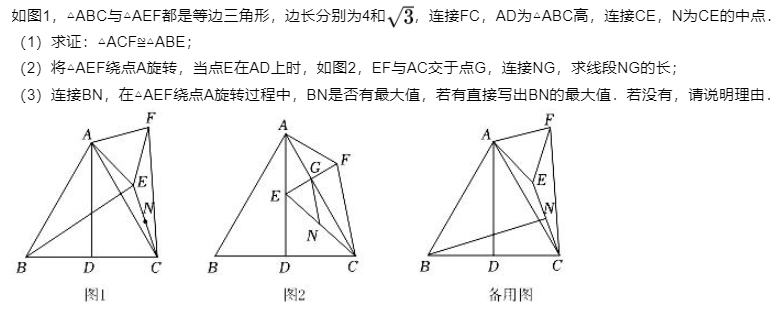 如图1，△ABC与△AEF都是等边三角形，边长分别为4和√3，连接FC，AD为△ABC高，连接CE，N为CE的中点．
（1）求证：△ACF≌△ABE；
（2）将△AEF绕点A旋转，当点E在AD上时，如图2，EF与AC交于点G，连接NG，求线段NG的长；
（3）连接BN，在△AEF绕点A旋转过程中，BN是否有最大值，若有直接写出BN的最大值．若没有，请说明理由．
A F E N B D C
图1
A G F E N B D C
图2
A F E N B D C
备用图